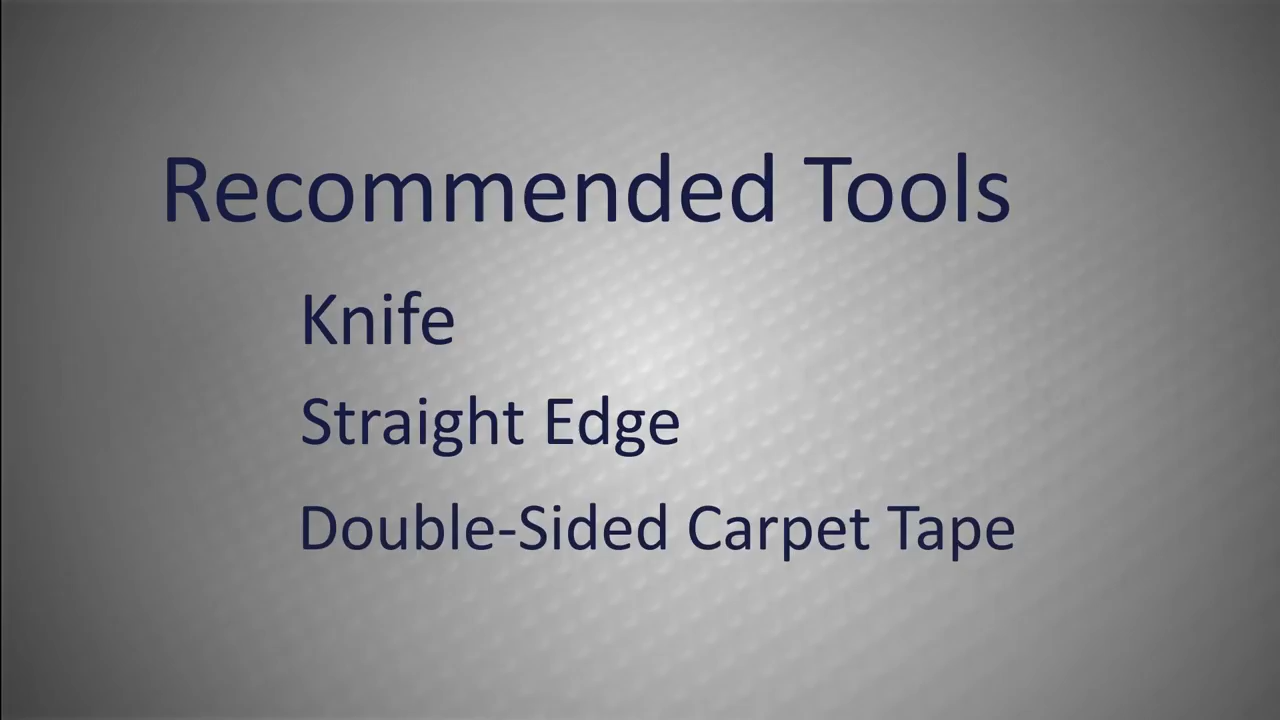 Recommended Tools
Knife
Straight Edge
Double-Sided Carpet Tape